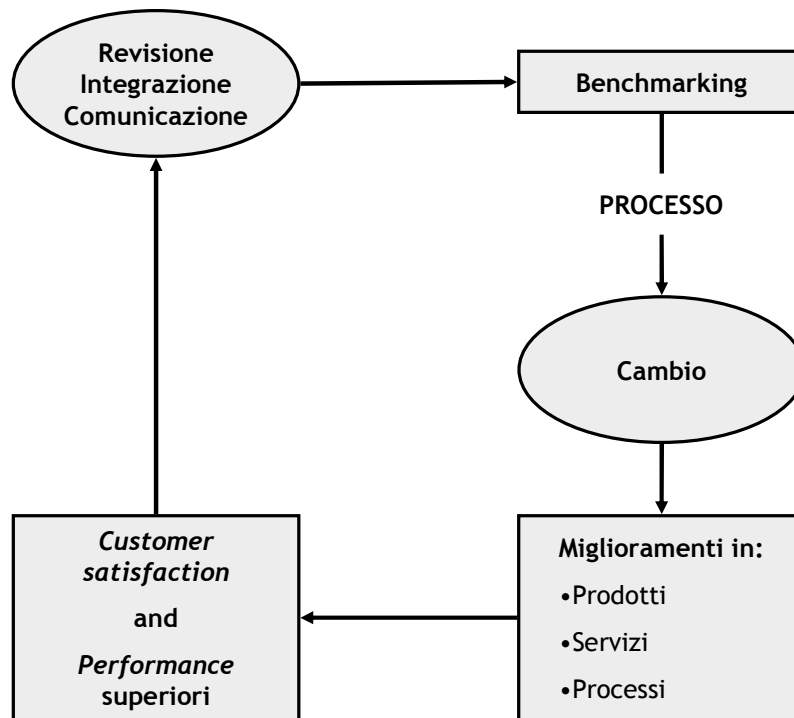 Revisione
Integrazione
Comunicazione
Benchmarking
PROCESSO
Cambio
Miglioramenti in:
•Prodotti
•Servizi
•Processi
Customer
satisfaction
and
Performance
superiori